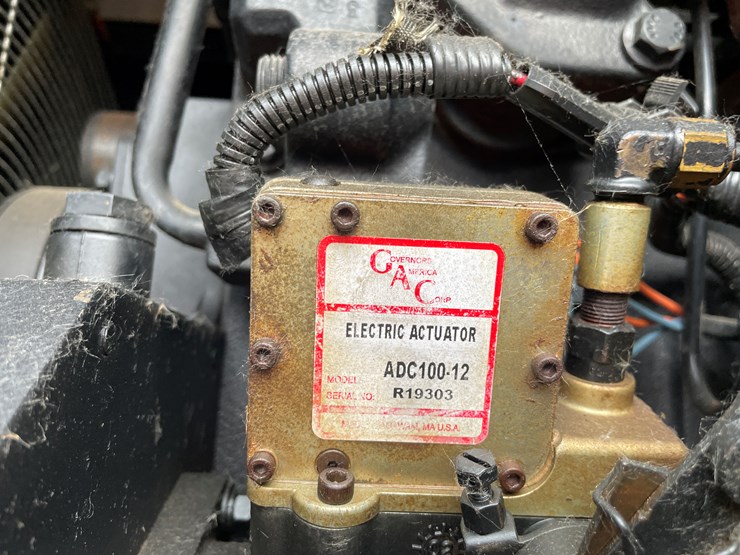 GOVERNORS
AMERICA
CORP.
ELECTRIC ACTUATOR
MODEL: ADC100-12
SERIAL NO: R19303
MA U.S.A.